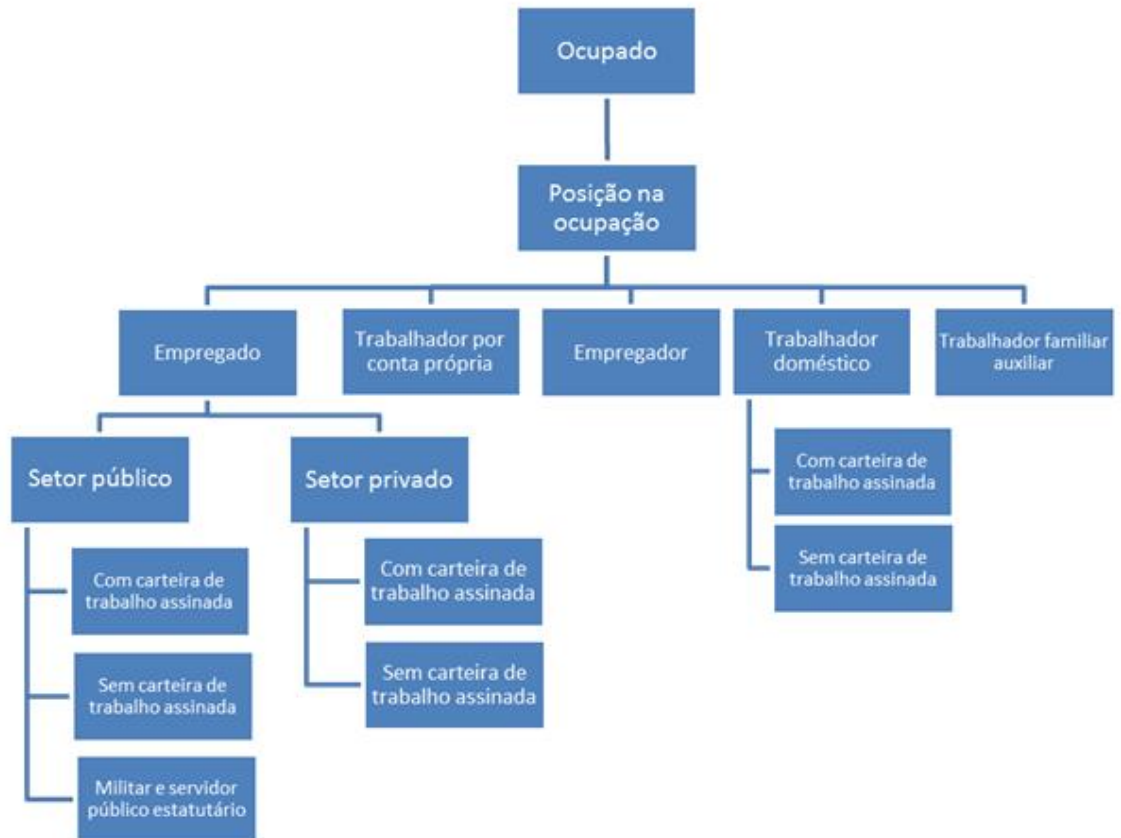 Ocupado
Posição na
ocupação
Empregado
Trabalhador por
conta própria
Empregador
Trabalhador
doméstico
Trabalhador familiar
auxiliar
Setor público
Setor privado
Com carteira de
trabalho assinada
Sem carteira de
trabalho assinada
Militar e servidor
público estatutário
Com carteira de
trabalho assinada
Sem carteira de
trabalho assinada
Com carteira de
trabalho assinada
Sem carteira de
trabalho assinada